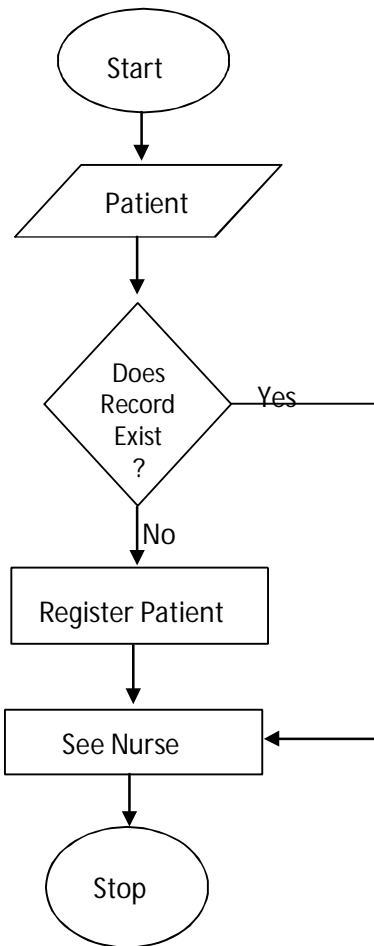 Start
Patient
Does
Record
Exist
?
Yes
No
Register Patient
See Nurse
Stop